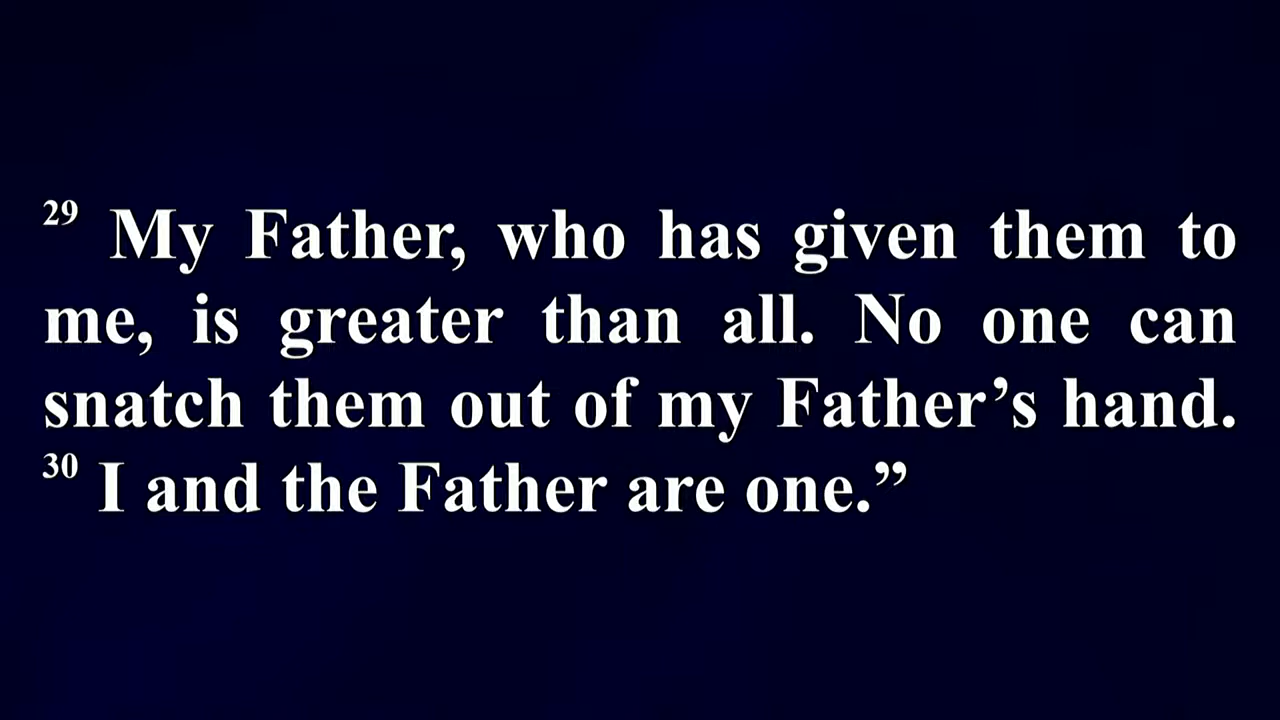 29 My Father, who has given them to
me, is greater than all. No one can
snatch them out of my Father’s hand.
30 I and the Father are one.”